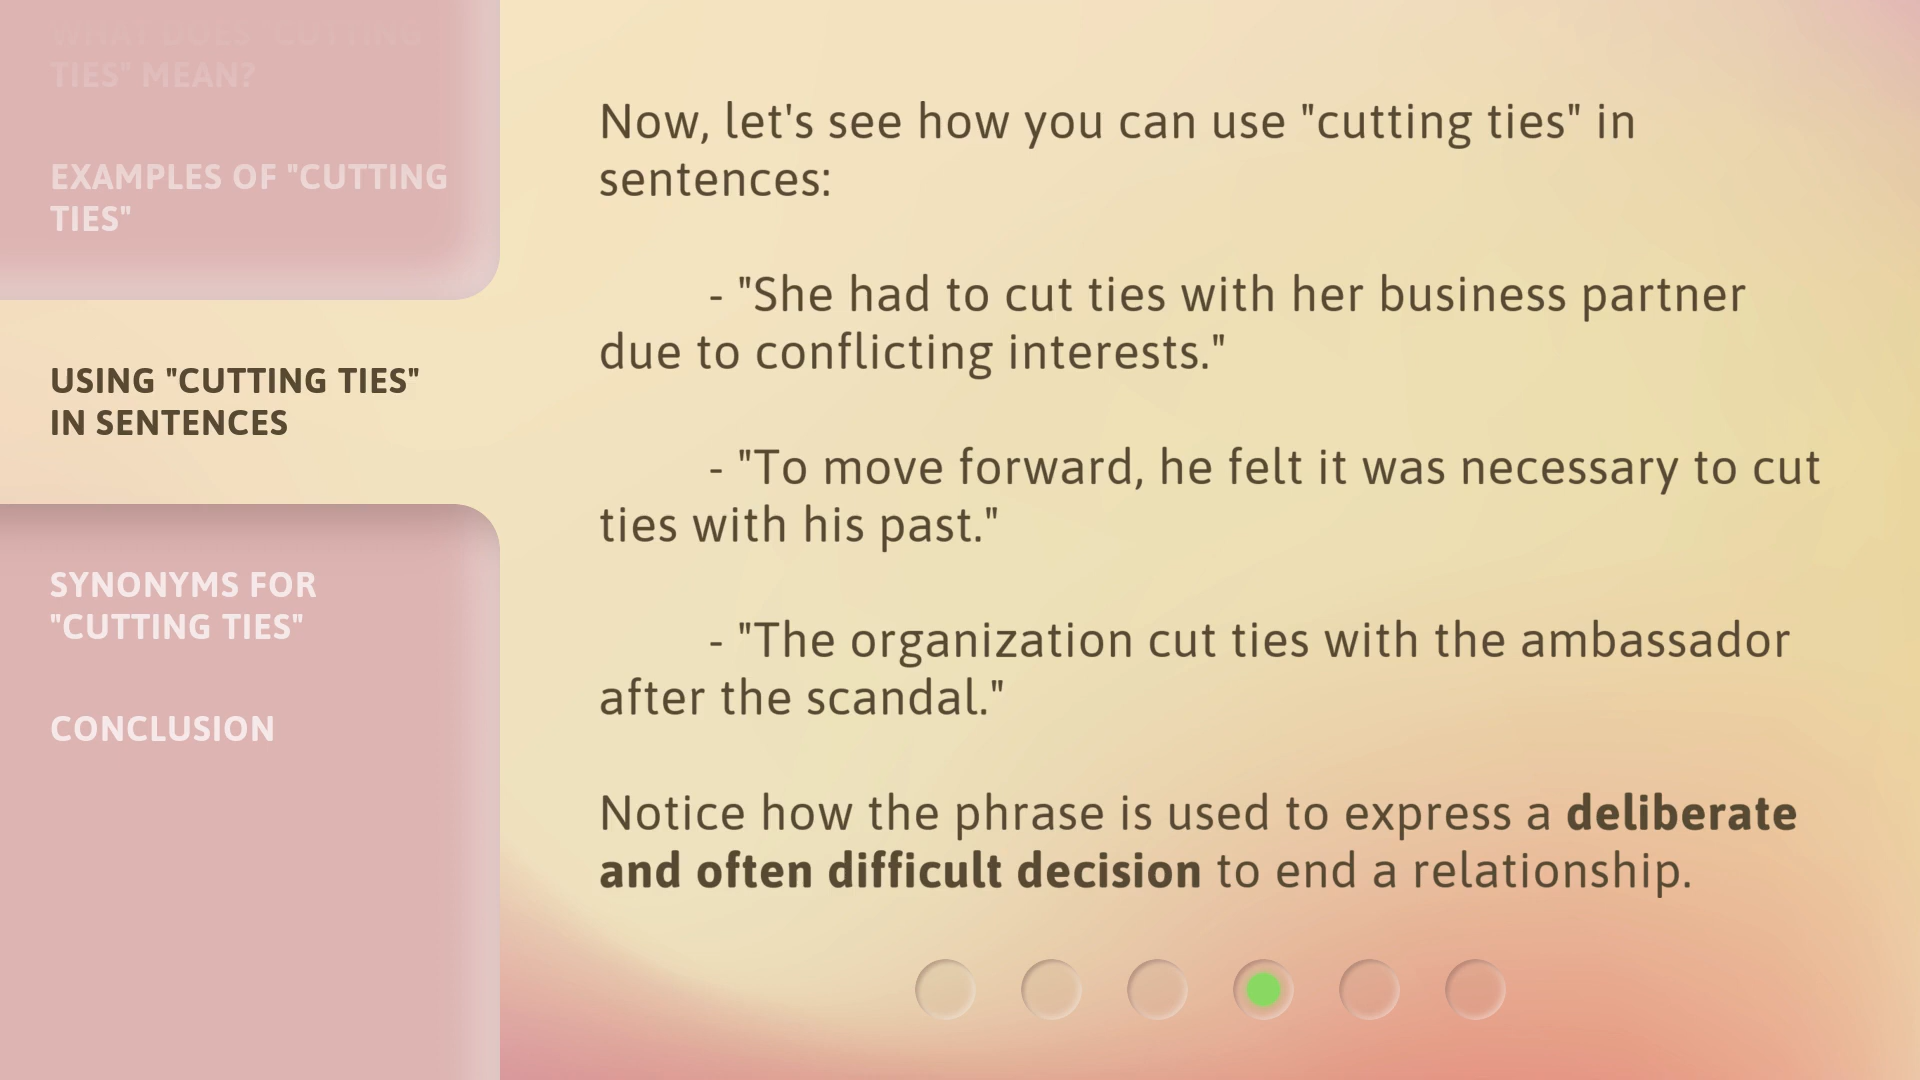 WHAT DOES "CUTTING
TIES" MEAN?
EXAMPLES OF "CUTTING
TIES"
USING "CUTTING TIES"
IN SENTENCES
SYNONYMS FOR
"CUTTING TIES"
CONCLUSION
Now, let's see how you can use "cutting ties" in
sentences:
- "She had to cut ties with her business partner
due to conflicting interests."
- "To move forward, he felt it was necessary to cut
ties with his past."
- "The organization cut ties with the ambassador
after the scandal."
Notice how the phrase is used to express a deliberate
and often difficult decision to end a relationship.